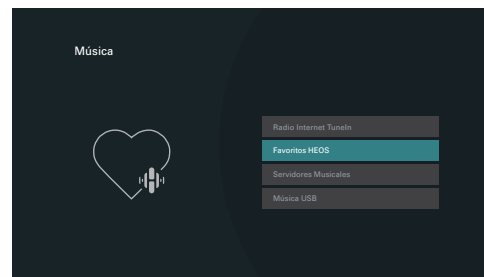 Música
Radio Internet TuneIn
Favoritos HEOS
Servidores Musicales
Música USB